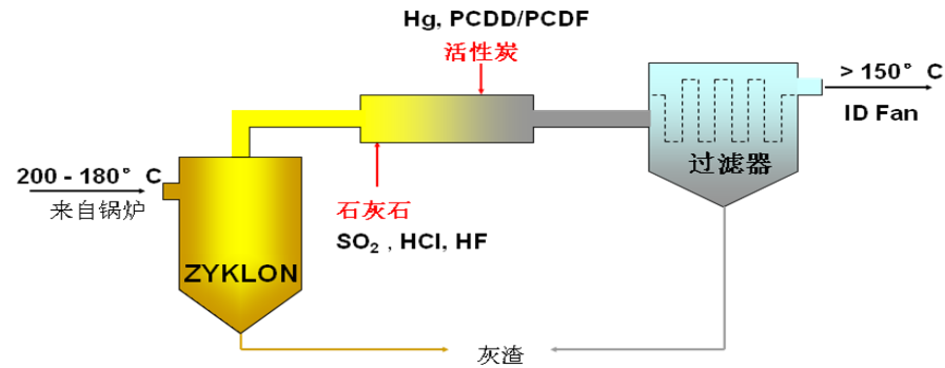 Hg, PCDD/PCDF
活性炭
> 150° C
ID Fan
过滤器
200 - 180° C
来自锅炉
石灰石
SO₂ , HCl, HF
ZYKLON
灰渣